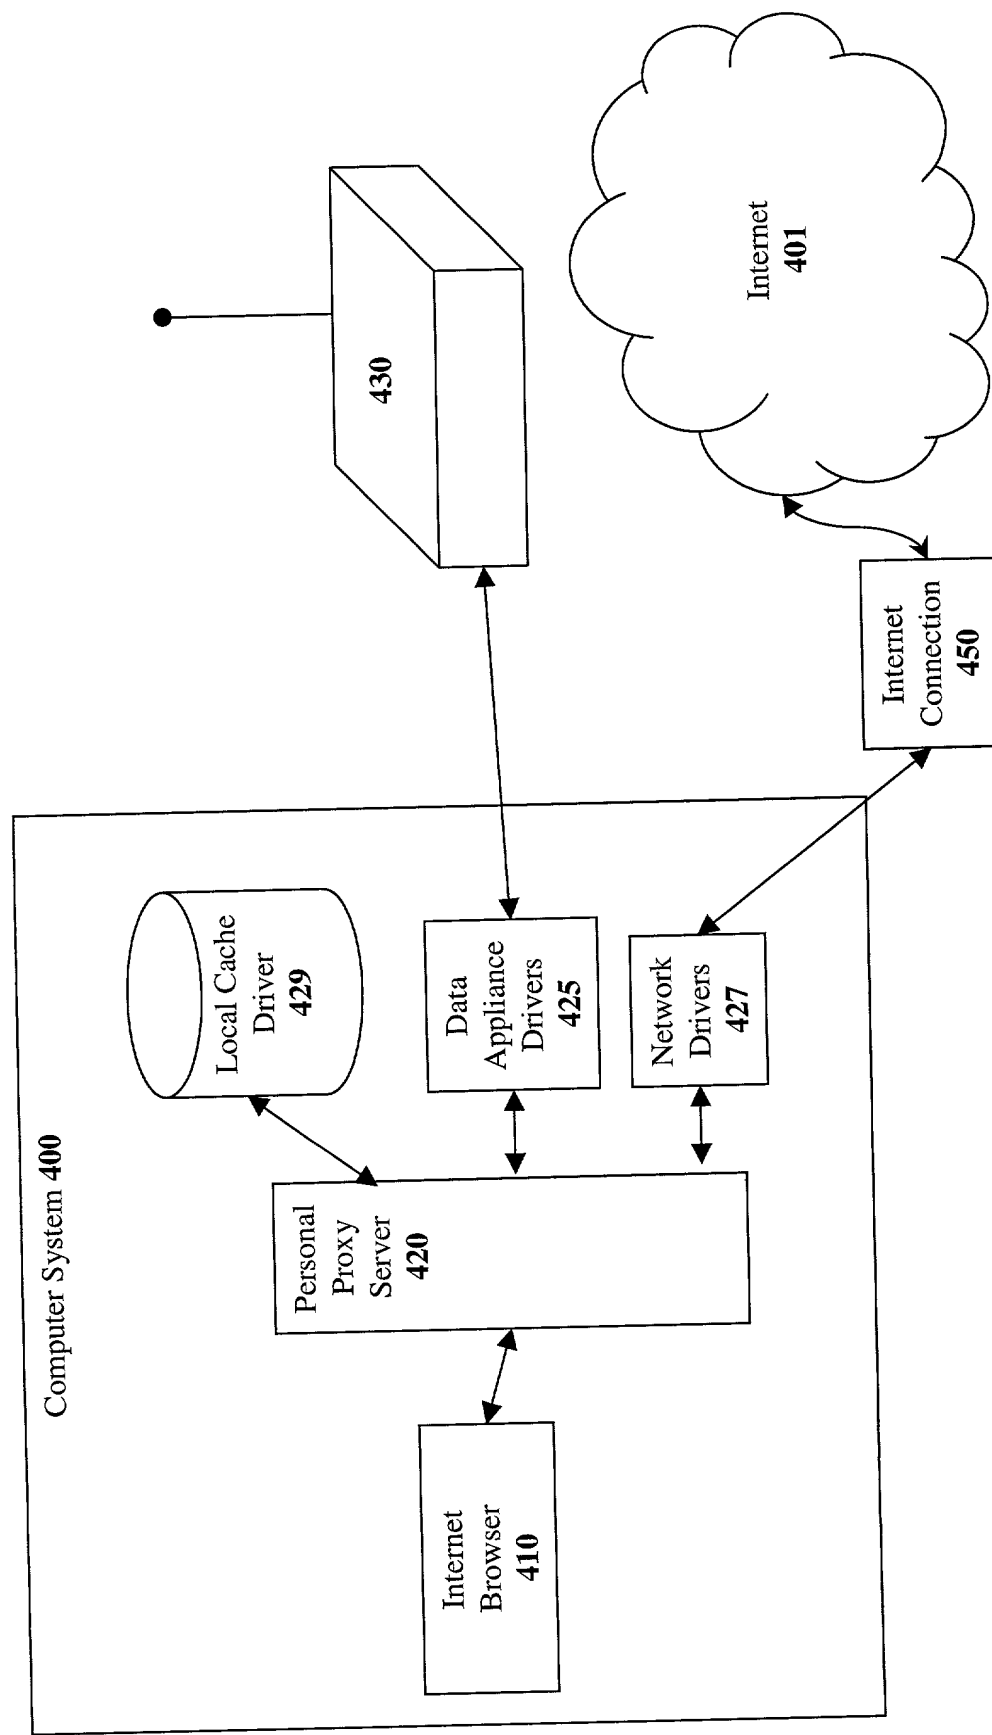 Computer System 400
Internet
Browser
410
Personal
Proxy
Server
420
Local Cache
Driver
429
Data
Appliance
Drivers
425
Network
Drivers
427
430
Internet
Connection
450
Internet
401